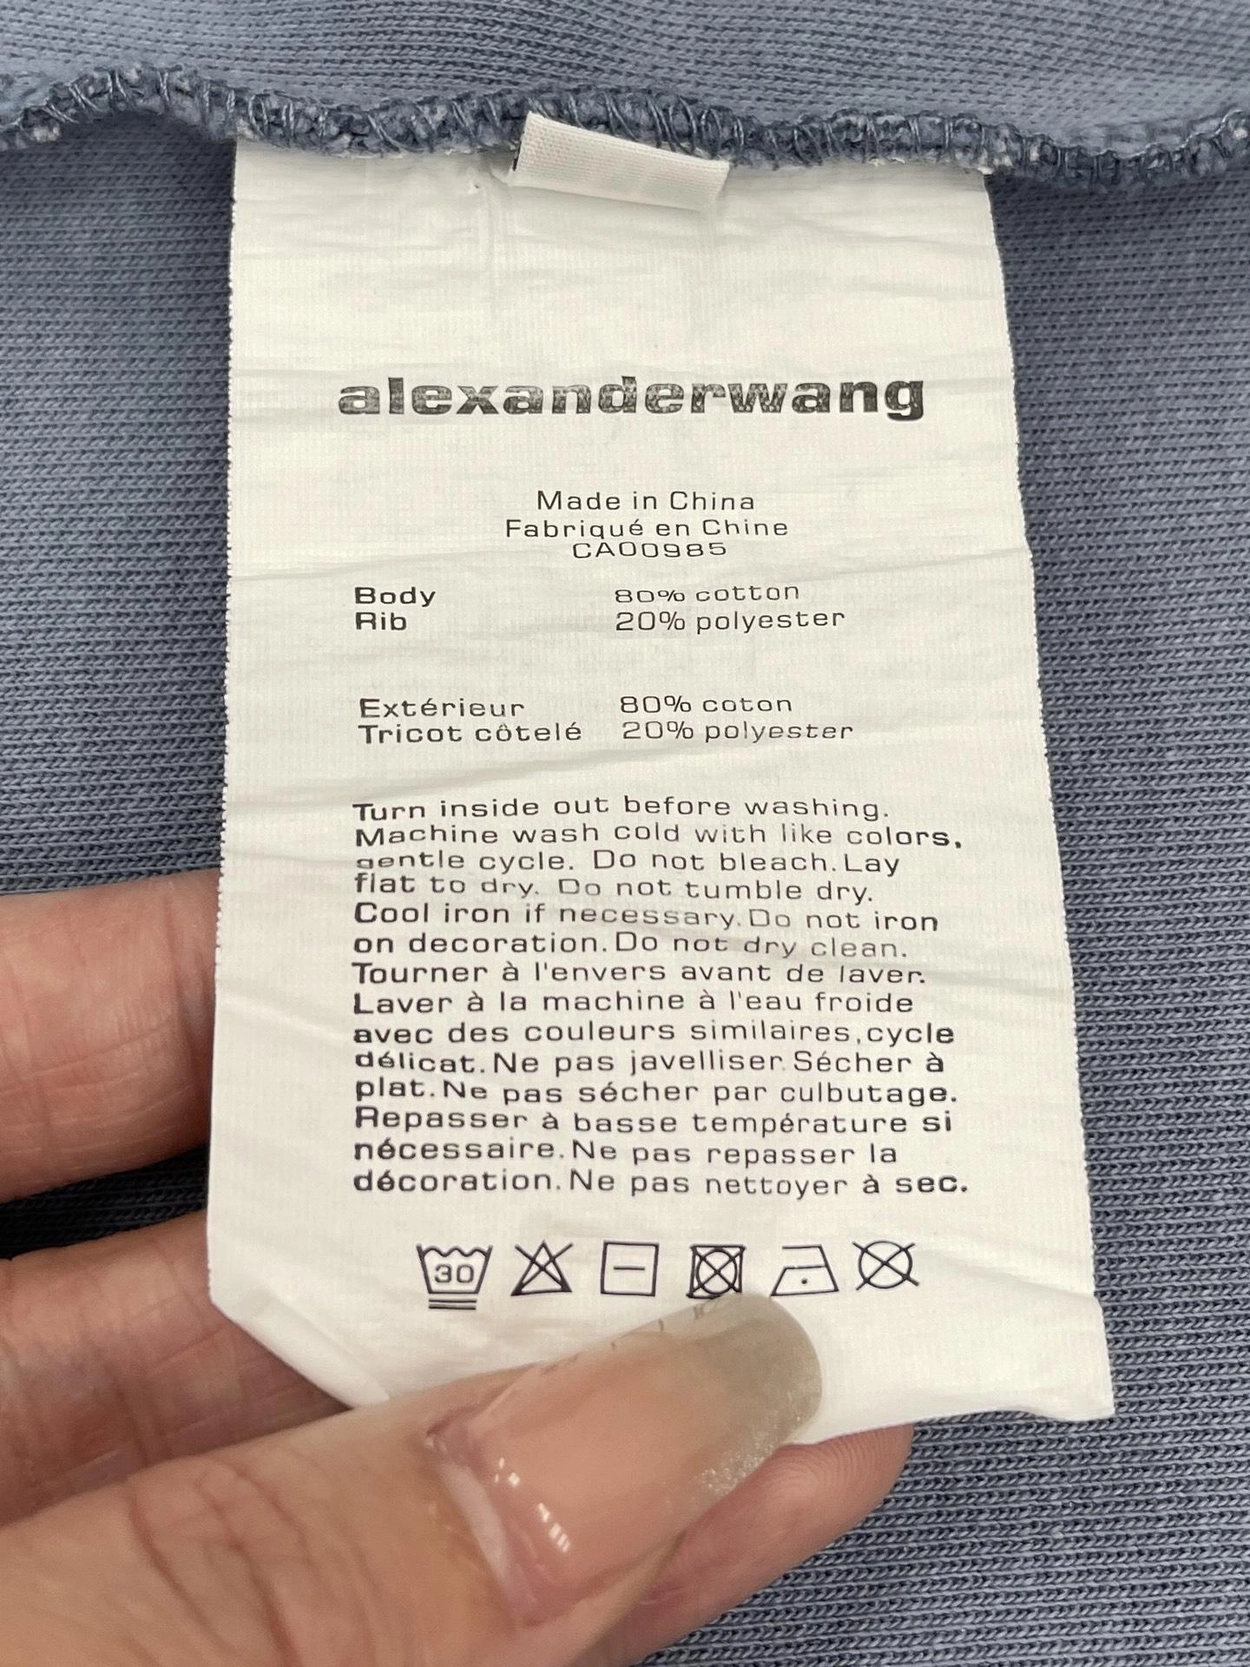 alexanderwang
Made in China
Fabriqué en Chine
CA00985
Body 80% cotton
Rib 20% polyester
Extérieur 80% coton
Tricot côtelé 20% polyester
Turn inside out before washing.
Machine wash cold with like colors,
gentle cycle. Do not bleach. Lay
flat to dry. Do not tumble dry.
Cool iron if necessary. Do not iron
on decoration. Do not dry clean.
Tourner à l'envers avant de laver.
Laver à la machine à l'eau froide
avec des couleurs similaires, cycle
délicat. Ne pas javelliser. Sécher à
plat. Ne pas sécher par culbutage.
Repasser à basse température si
nécessaire. Ne pas repasser la
décoration. Ne pas nettoyer à sec.
30